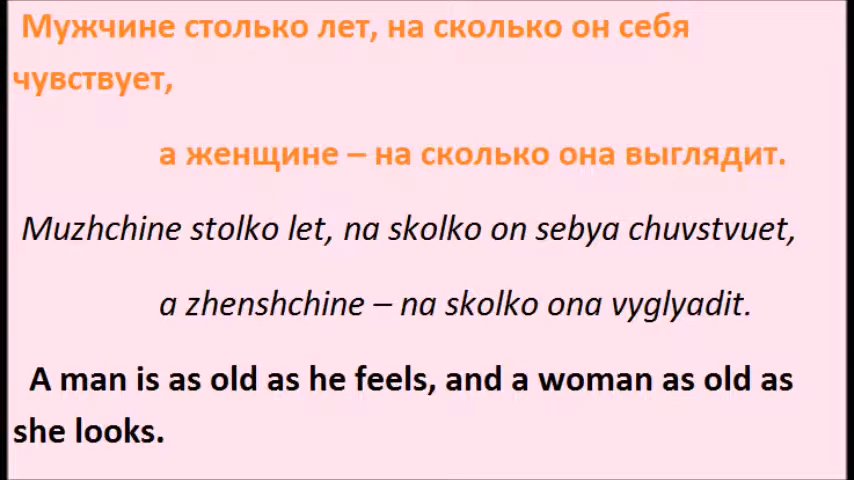 Мужчине столько лет, на сколько он себя
чувствует,
а женщине – на сколько она выглядит.
Muzhchine stolko let, na skolko on sebya chuvstvuet,
a zhenshchine – na skolko ona vyglyadit.
A man is as old as he feels, and a woman as old as
she looks.